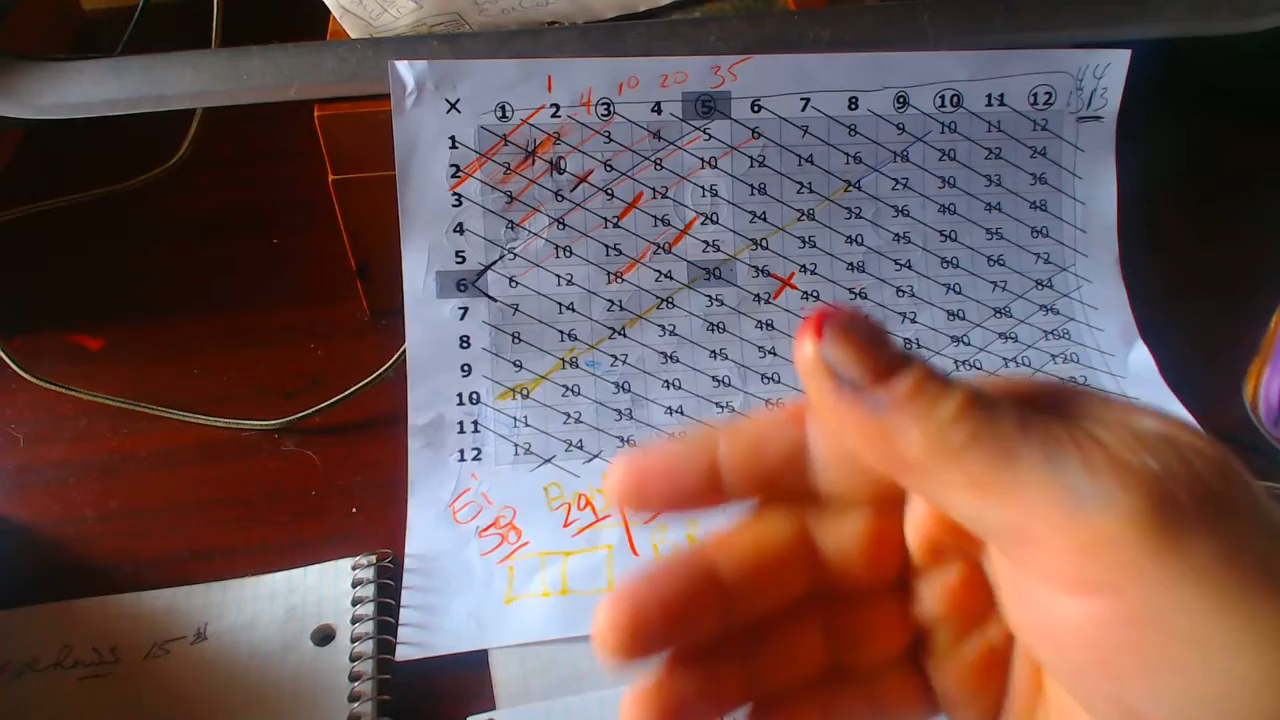 1 4 10 20 35
X 1 2 3 4 5 6 7 8 9 10 11 12
1 1 2 3 4 5 6 7 8 9 10 11 12
2 2 6 8 10 12 14 16 18 20 22 24
3 3 6 9 12 15 18 21 24 27 30 33 36
4 4 8 12 16 20 24 28 32 36 40 44 48
5 5 10 15 20 25 30 35 40 45 50 55 60
6 6 12 18 24 30 36 42 48 54 60 66 72
7 7 14 21 28 35 42 49 56 63 70 77 84
8 8 16 24 32 40 48 72 80 88 96
9 9 18 27 36 45 54 81 90 99 108
10 10 20 30 40 50 60 100 110 120
11 11 22 33 44 55 66
12 12 24 36
58 29
15